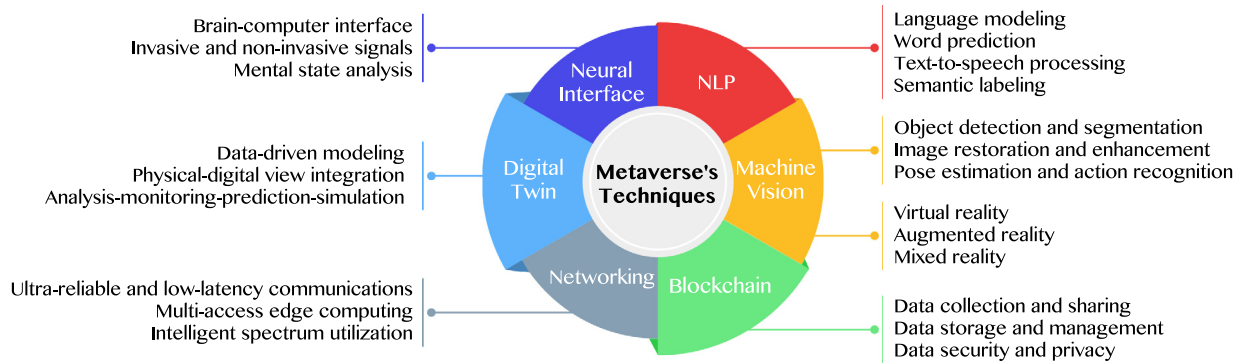 Brain-computer interface
Invasive and non-invasive signals
Mental state analysis
Data-driven modeling
Physical-digital view integration
Analysis-monitoring-prediction-simulation
Ultra-reliable and low-latency communications
Multi-access edge computing
Intelligent spectrum utilization
Neural
Interface
NLP
Digital
Twin
Metaverse's
Techniques
Machine
Vision
Networking
Blockchain
Language modeling
Word prediction
Text-to-speech processing
Semantic labeling
Object detection and segmentation
Image restoration and enhancement
Pose estimation and action recognition
Virtual reality
Augmented reality
Mixed reality
Data collection and sharing
Data storage and management
Data security and privacy